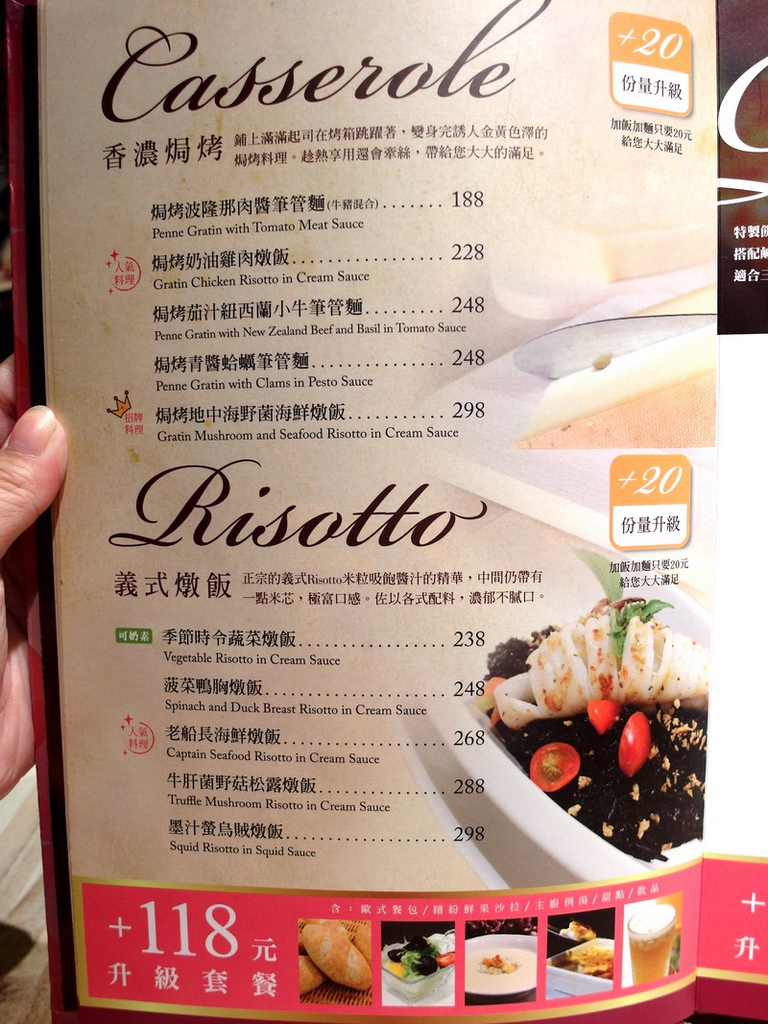 Casserole
+20
份量升級
加飯加麵只要20元
給您大大滿足
香濃焗烤
鋪上滿滿起司在烤箱跳躍著，變身完誘人金黃色澤的
焗烤料理。趁熱享用還會牽絲，帶給您大大的滿足。
焗烤波隆那肉醬筆管麵(牛豬混合).......188
Penne Gratin with Tomato Meat Sauce
人氣
料理
焗烤奶油雞肉燉飯...............228
Gratin Chicken Risotto in Cream Sauce
焗烤茄汁紐西蘭小牛筆管麵.........248
Penne Gratin with New Zealand Beef and Basil in Tomato Sauce
焗烤青醬蛤蠣筆管麵..............248
Penne Gratin with Clams in Pesto Sauce
招牌
料理
焗烤地中海野菌海鮮燉飯...........298
Gratin Mushroom and Seafood Risotto in Cream Sauce
Risotto
+20
份量升級
加飯加麵只要20元
給您大大滿足
義式燉飯
正宗的義式Risotto米粒吸飽醬汁的精華，中間仍帶有
一點米芯，極富口感。佐以各式配料，濃郁不膩口。
可奶素
季節時令蔬菜燉飯................238
Vegetable Risotto in Cream Sauce
菠菜鴨胸燉飯...................248
Spinach and Duck Breast Risotto in Cream Sauce
人氣
料理
老船長海鮮燉飯.................268
Captain Seafood Risotto in Cream Sauce
牛肝菌野菇松露燉飯..............288
Truffle Mushroom Risotto in Cream Sauce
墨汁螢烏賊燉飯.................298
Squid Risotto in Squid Sauce
+118元
升級套餐
含：歐式餐包/繽紛鮮果沙拉/主廚例湯/甜點/飲品
特製
搭配
適合三
+
升